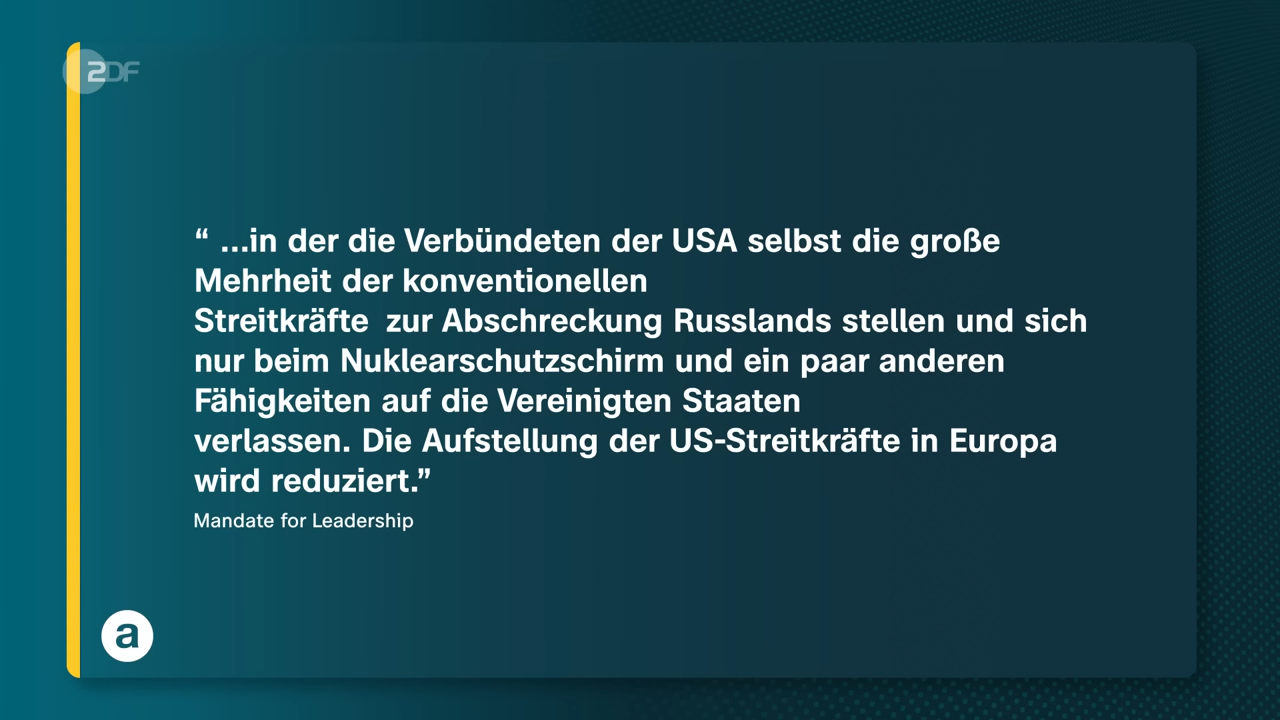 ZDF
“ ...in der die Verbündeten der USA selbst die große
Mehrheit der konventionellen
Streitkräfte  zur Abschreckung Russlands stellen und sich
nur beim Nuklearschutzschirm und ein paar anderen
Fähigkeiten auf die Vereinigten Staaten
verlassen. Die Aufstellung der US-Streitkräfte in Europa
wird reduziert.”
Mandate for Leadership
a